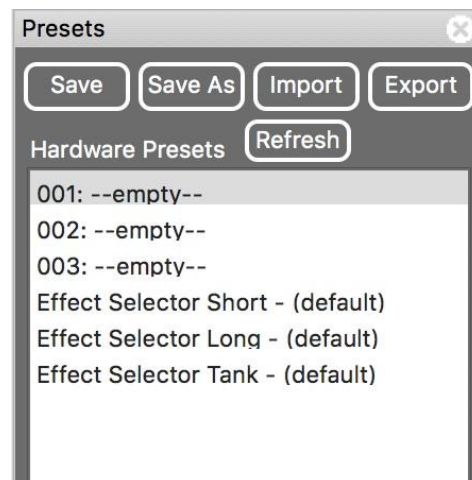 Presets
Save Save As Import Export
Hardware Presets Refresh
001: --empty--
002: --empty--
003: --empty--
Effect Selector Short - (default)
Effect Selector Long - (default)
Effect Selector Tank - (default)